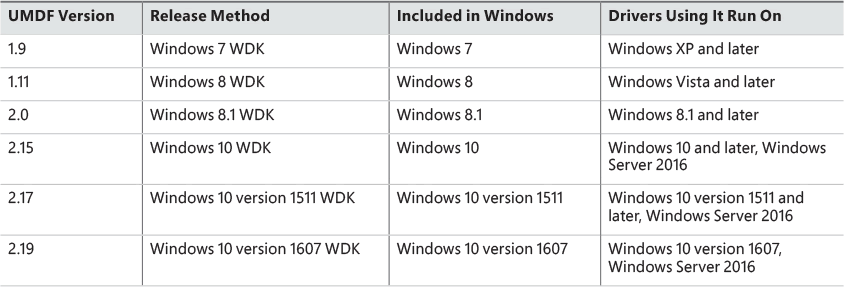 UMDF Version Release Method Included in Windows Drivers Using It Run On
1.9 Windows 7 WDK Windows 7 Windows XP and later
1.11 Windows 8 WDK Windows 8 Windows Vista and later
2.0 Windows 8.1 WDK Windows 8.1 Windows 8.1 and later
2.15 Windows 10 WDK Windows 10 Windows 10 and later, Windows
Server 2016
2.17 Windows 10 version 1511 WDK Windows 10 version 1511 Windows 10 version 1511 and
later, Windows Server 2016
2.19 Windows 10 version 1607 WDK Windows 10 version 1607 Windows 10 version 1607,
Windows Server 2016